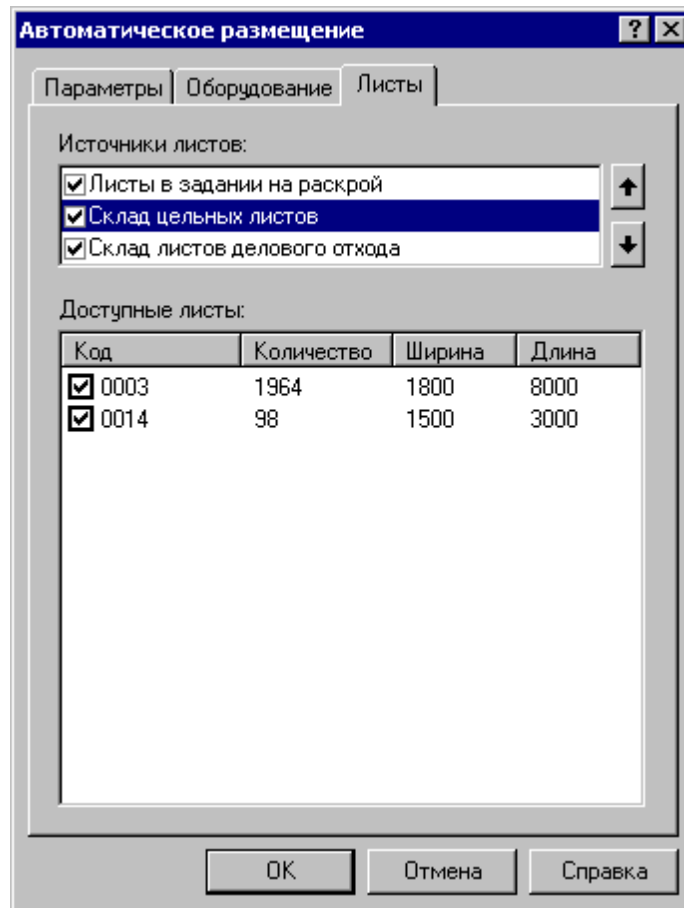 Автоматическое размещение
Параметры Оборудование Листы
Источники листов:
Листы в задании на раскрой
Склад цельных листов
Склад листов делового отхода
Доступные листы:
Код Количество Ширина Длина
0003 1964 1800 8000
0014 98 1500 3000
OK Отмена Справка